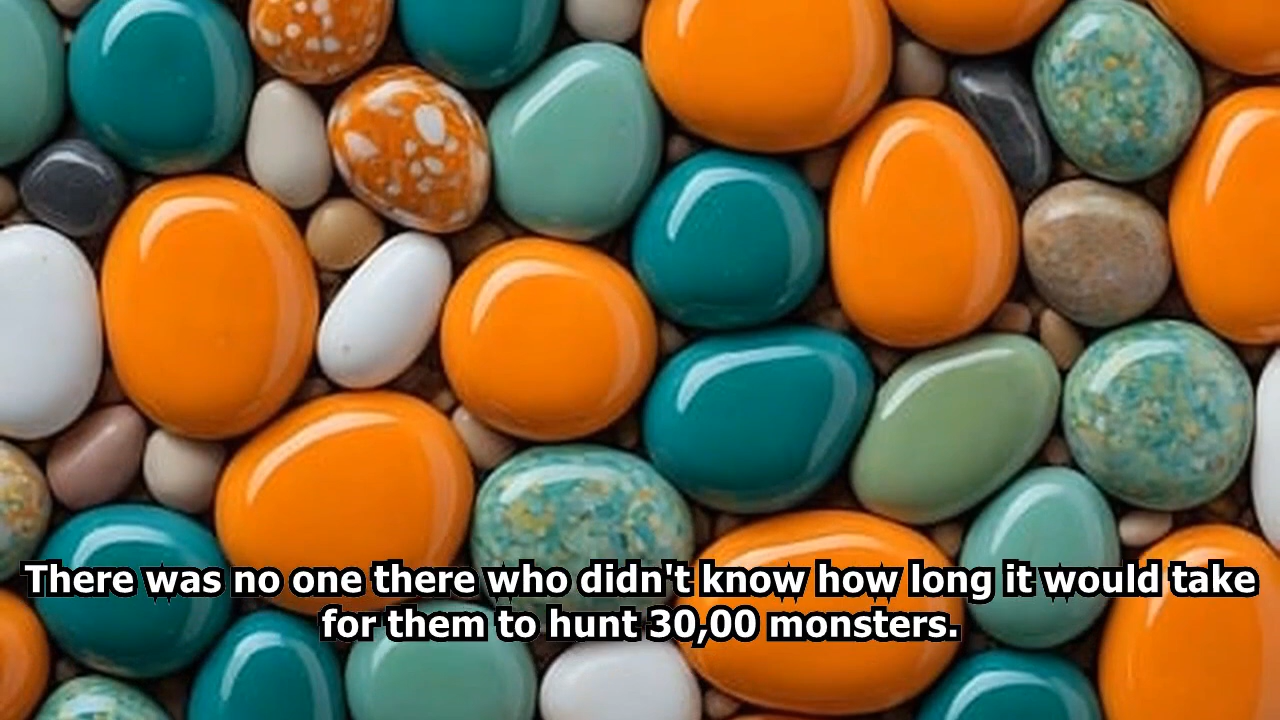 There was no one there who didn't know how long it would take
for them to hunt 30,00 monsters.